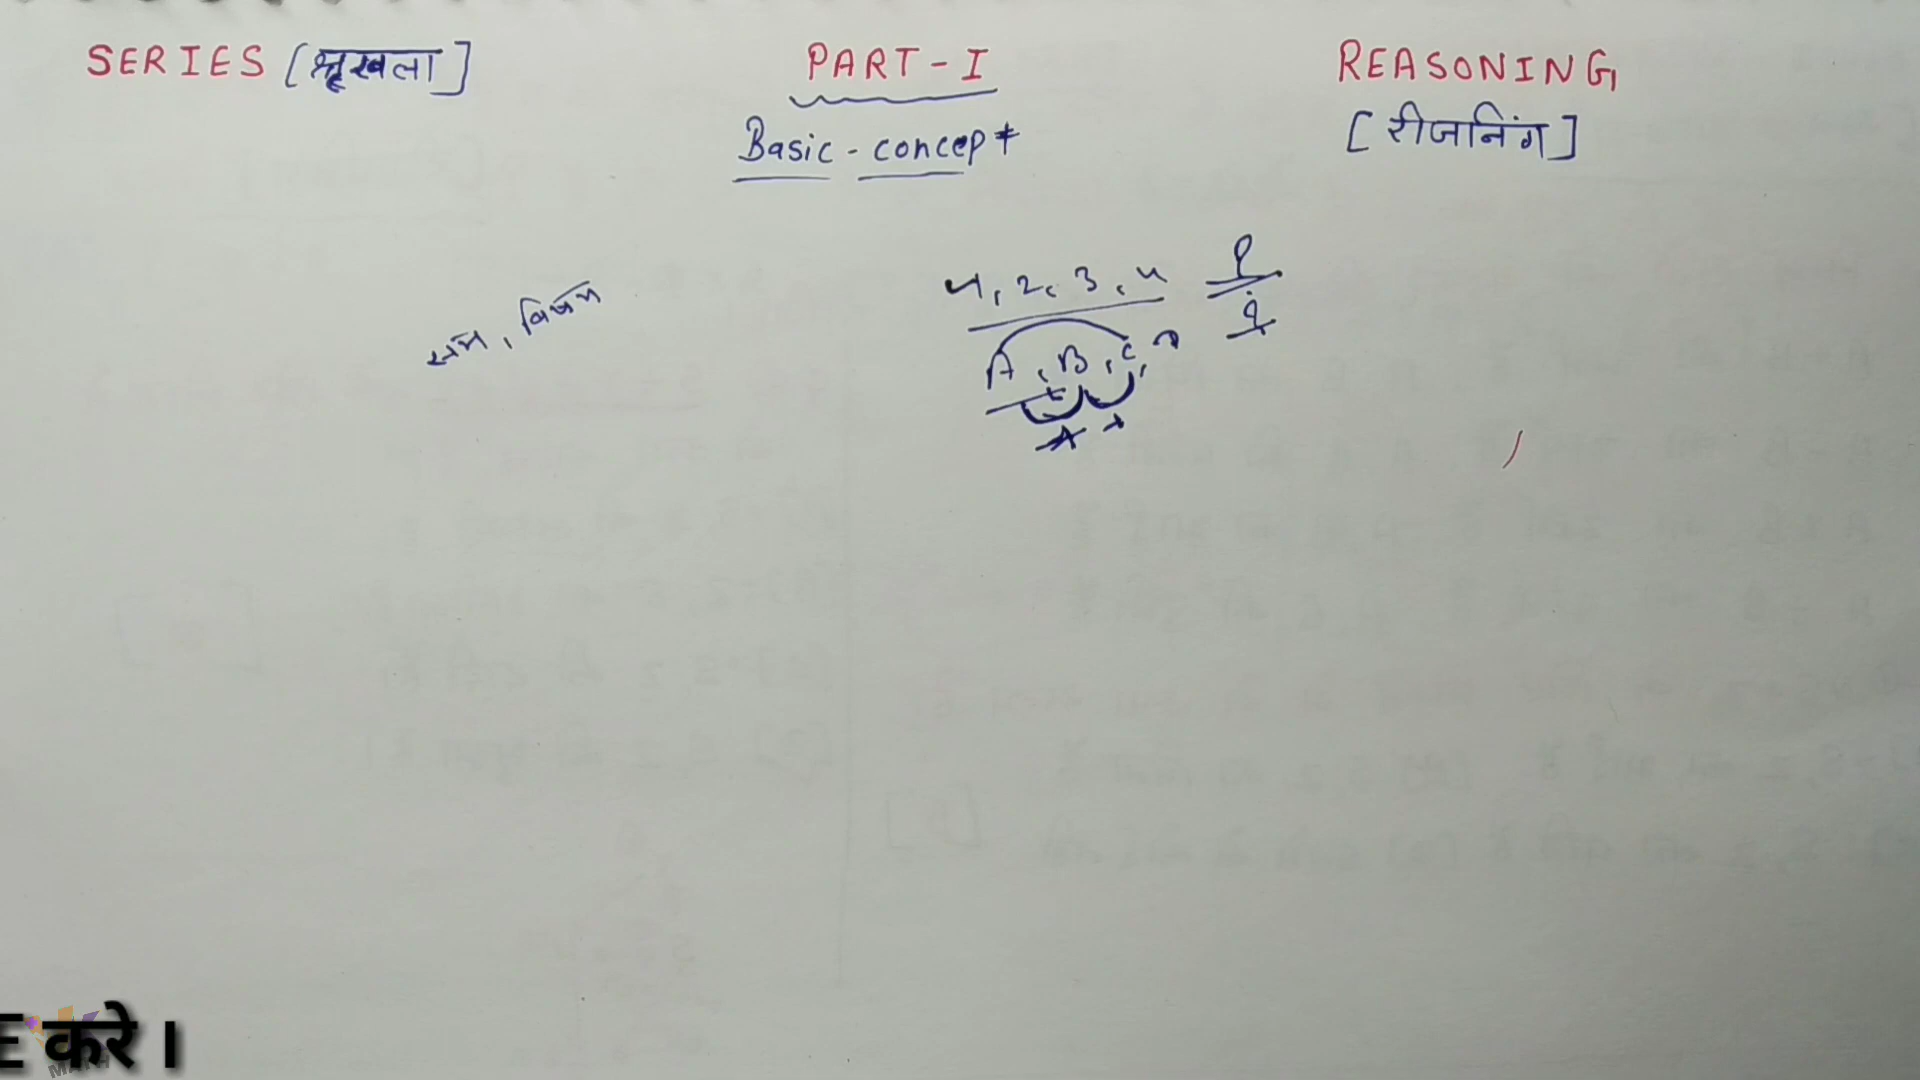 SERIES [श्रृखला]
PART-I
REASONING
[रीजनिंग]
Basic-concept
सम, विषम
1, 2, 3, 4
P
q
A, B, C, D
E करे।